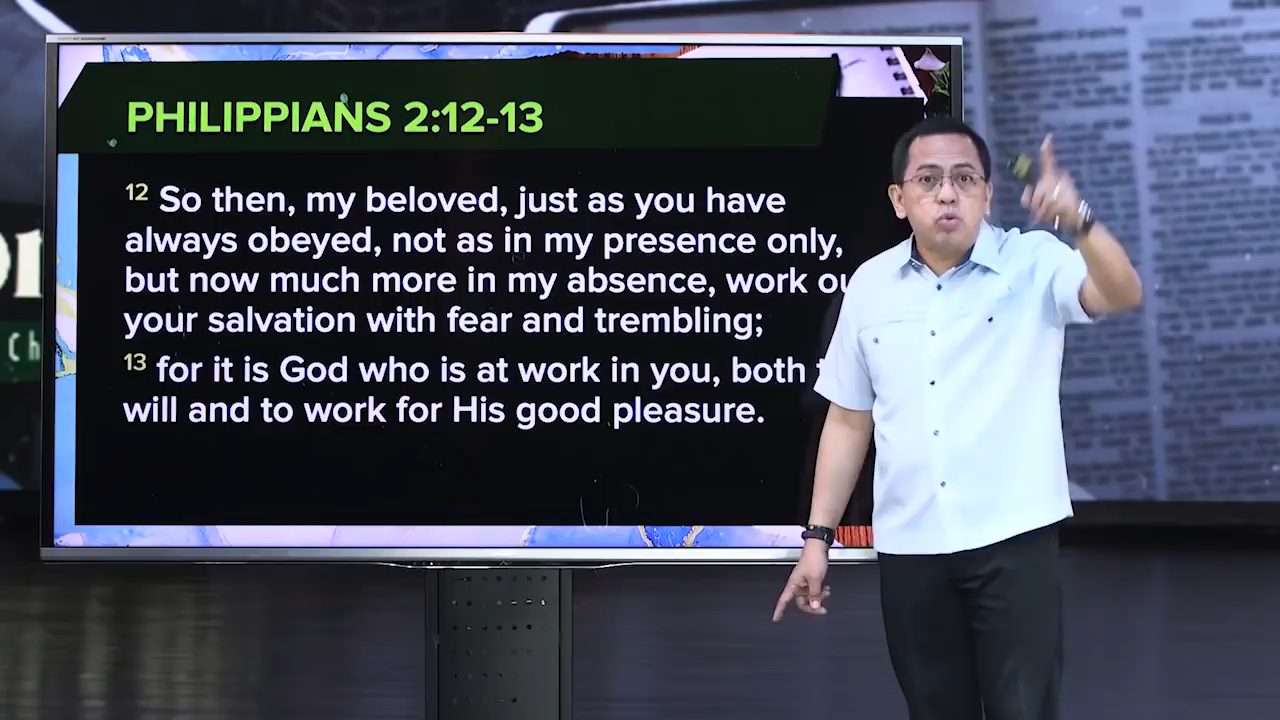 PHILIPPIANS 2:12-13
12 So then, my beloved, just as you have
always obeyed, not as in my presence only,
but now much more in my absence, work
your salvation with fear and trembling;
13 for it is God who is at work in you, both
will and to work for His good pleasure.
Ch